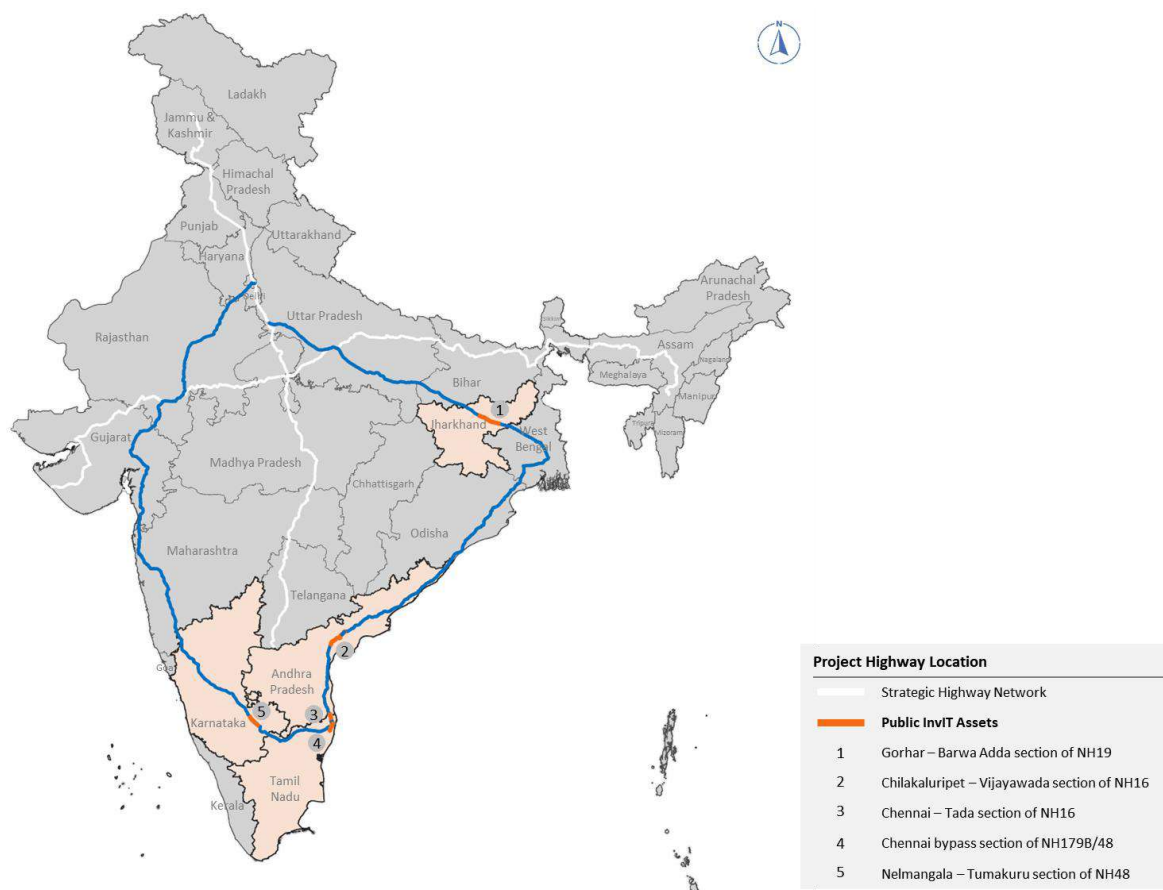 N
Ladakh
Jammu &
Kashmir
Himachal
Pradesh
Punjab
Uttarakhand
Haryana
Delhi
Arunachal
Pradesh
Rajasthan
Uttar Pradesh
Sikkim
Assam
Nagaland
Meghalaya
Bihar
Manipur
1
Jharkhand
West
Bengal
Tripura
Mizoram
Gujarat
Madhya Pradesh
Chhattisgarh
Odisha
Maharashtra
Telangana
2
Goa
Andhra
Pradesh
5
3
Karnataka
4
Tamil
Nadu
Kerala
Project Highway Location
Strategic Highway Network
Public InvIT Assets
1 Gorhar – Barwa Adda section of NH19
2 Chilakaluripet – Vijayawada section of NH16
3 Chennai – Tada section of NH16
4 Chennai bypass section of NH179B/48
5 Nelmangala – Tumakuru section of NH48